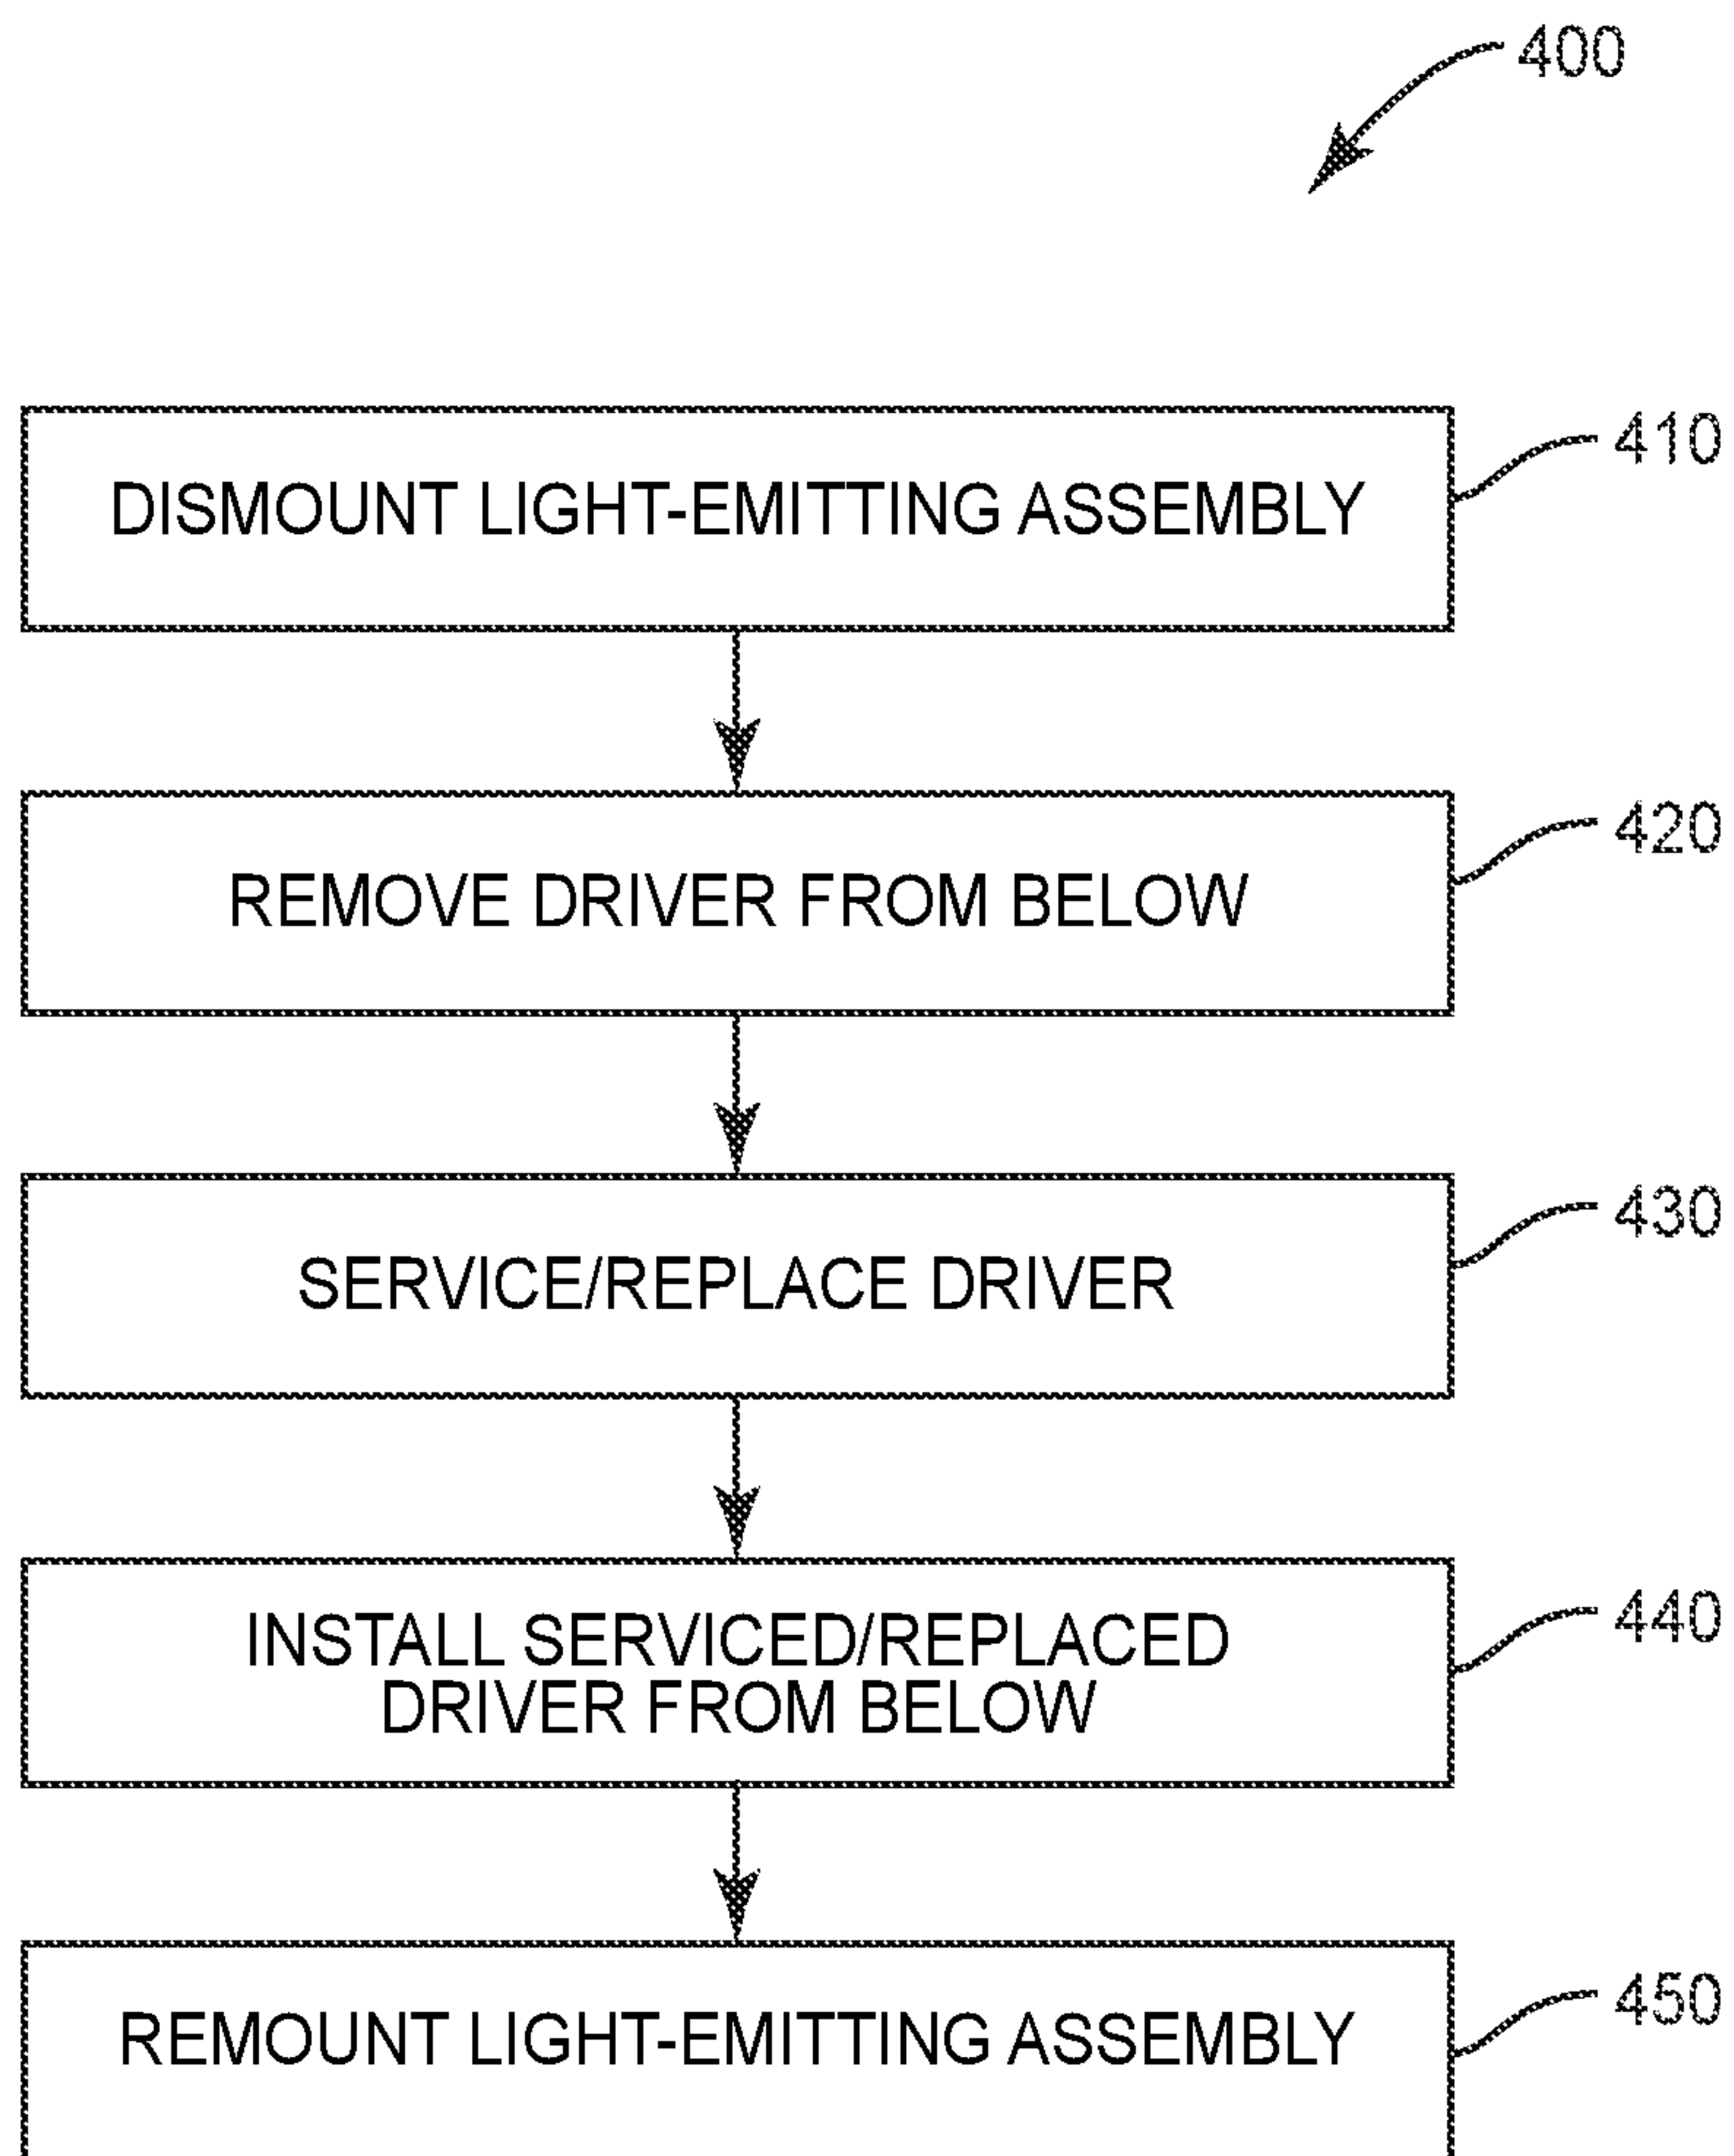 400
DISMOUNT LIGHT-EMITTING ASSEMBLY
410
REMOVE DRIVER FROM BELOW
420
SERVICE/REPLACE DRIVER
430
INSTALL SERVICED/REPLACED
DRIVER FROM BELOW
440
REMOUNT LIGHT-EMITTING ASSEMBLY
450